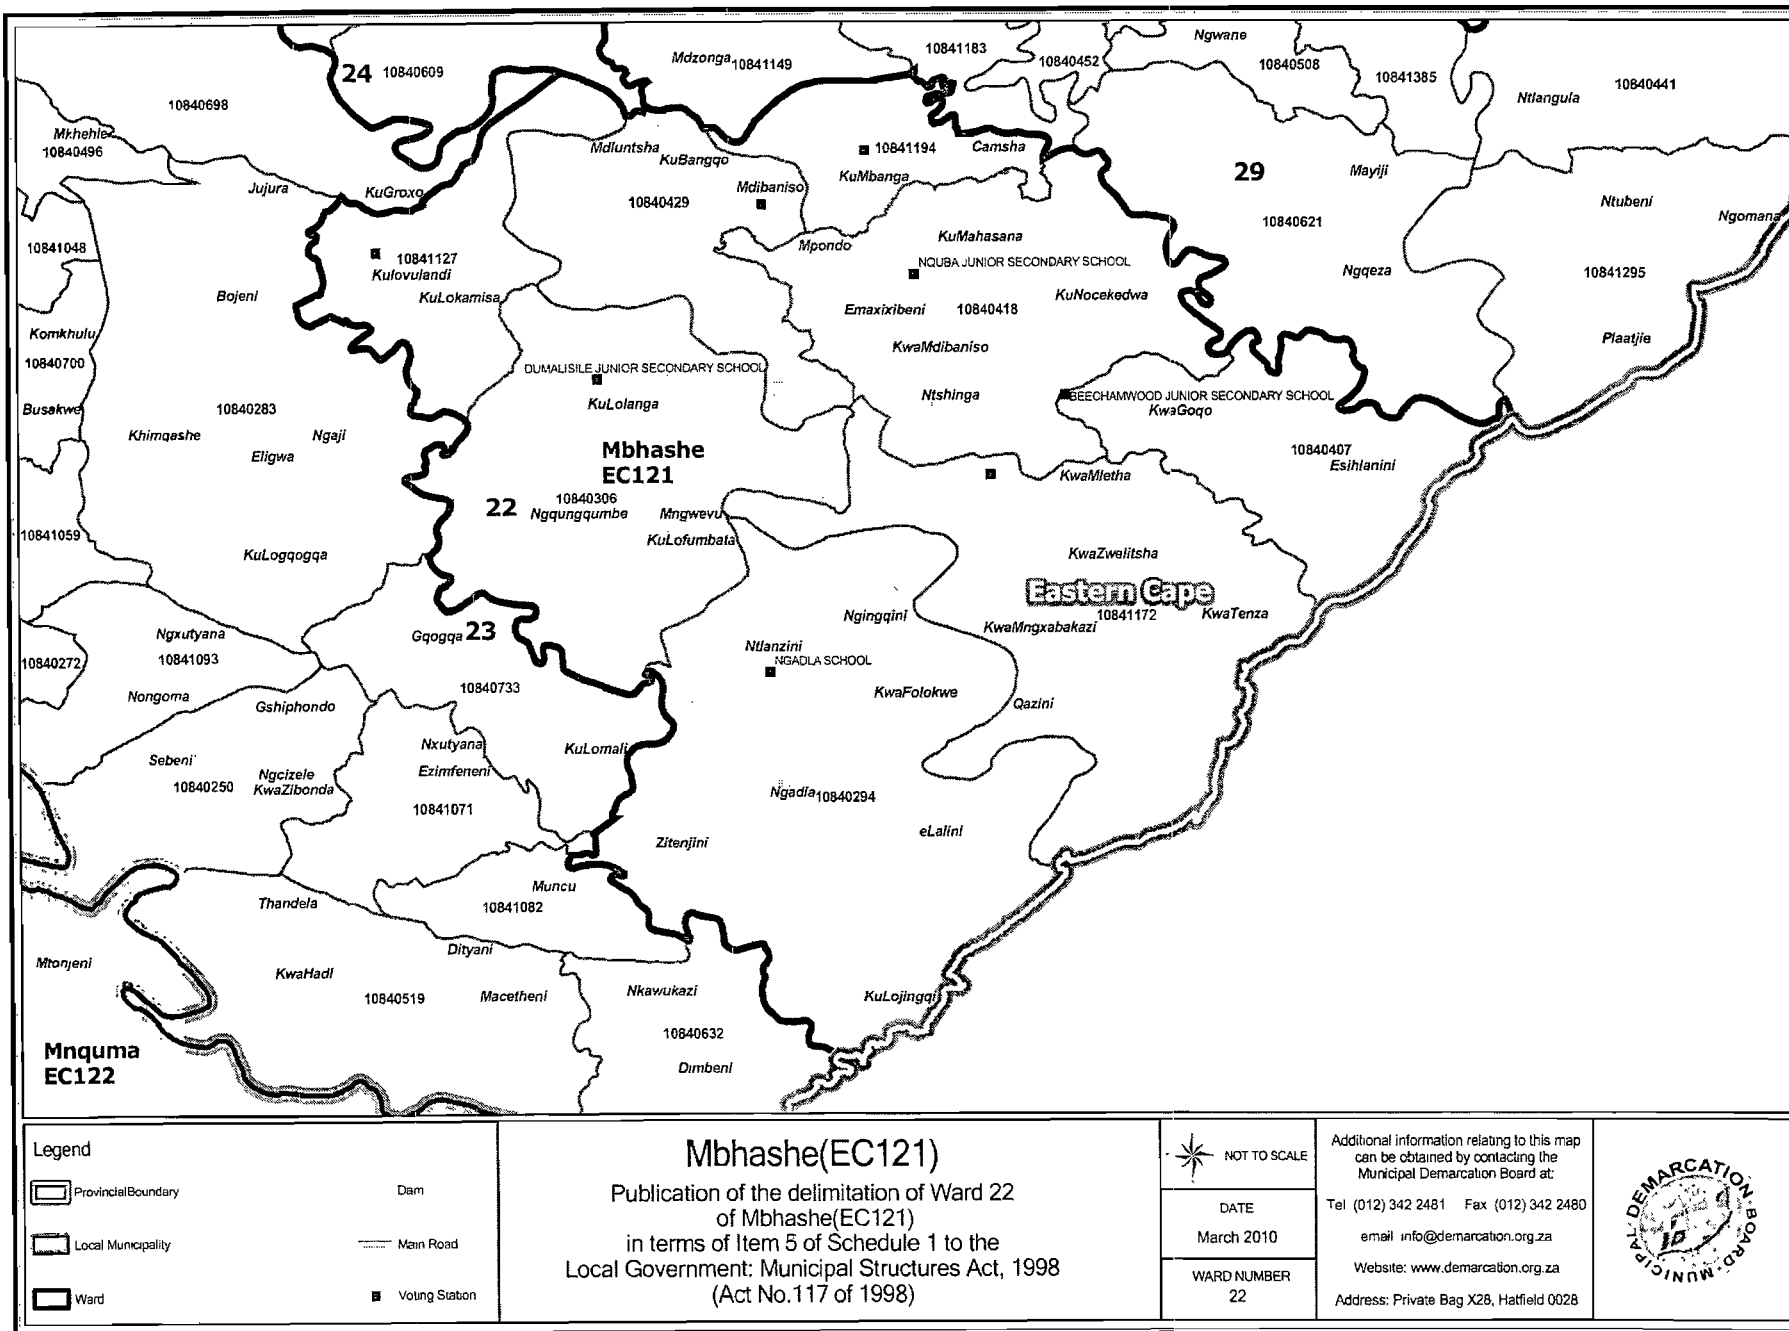 Ngwane
24
10840609
Mdzonga 10841149
10841183
10840452
10840508
10841385
10840441
Ntlangula
10840698
Mkhehle
10840496
Mdluntsha
KuBangqo
10841194
Camsha
KuMbanga
29
Mayiji
Jujura
KuGroxo
Mdibaniso
10840429
Ntubeni
Ngomana
10840621
10841048
10841127
Kulovulandi
Mpondo
KuMahasana
NQUBA JUNIOR SECONDARY SCHOOL
Ngqeza
10841295
Bojeni
KuLokamisa
Emaxixibeni
10840418
KuNocekedwa
Komkhulu
10840700
KwaMdibaniso
Plaatjie
DUMALISILE JUNIOR SECONDARY SCHOOL
KuLolanga
Ntshinga
BEECHAMWOOD JUNIOR SECONDARY SCHOOL
KwaGoqo
Busakwe
10840283
Khimqashe
Ngaji
Eligwa
Mbhashe
EC121
10840407
Esihlanini
KwaMletha
22
10840306
Ngqungqumbe
Mngwevu
KuLofumbata
10841059
KuLogqogqa
KwaZwelitsha
Eastern Cape
10841172
KwaTenza
KwaMngxabakazi
Ngingqini
Ngxutyana
10841093
10840272
Gqogqa 23
Ntlanzini
NGADLA SCHOOL
Nongoma
Gshiphondo
10840733
KwaFolokwe
Qazini
Nxutyana
KuLomali
Sebeni
10840250
Ngcizele
KwaZibonda
Ezimfeneni
10841071
Ngadla 10840294
eLalini
Zitenjini
Muncu
10841082
Thandela
Dityani
Mtonjeni
KwaHadi
10840519
Macetheni
Nkawukazi
KuLojingqi
10840632
Dimbeni
Mnquma
EC122
Legend
Provincial Boundary
Dam
Local Municipality
Main Road
Ward
Voting Station
Mbhashe(EC121)
Publication of the delimitation of Ward 22
of Mbhashe(EC121)
in terms of Item 5 of Schedule 1 to the
Local Government: Municipal Structures Act, 1998
(Act No.117 of 1998)
NOT TO SCALE
DATE
March 2010
WARD NUMBER
22
Additional information relating to this map
can be obtained by contacting the
Municipal Demarcation Board at:
Tel (012) 342 2481 Fax (012) 342 2480
email info@demarcation.org.za
Website: www.demarcation.org.za
Address: Private Bag X28, Hatfield 0028
MUNICIPAL DEMARCATION BOARD